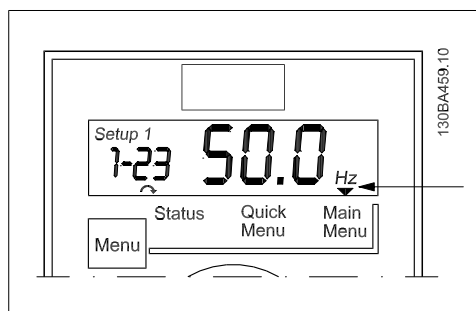 130BA459.10
Setup 1
1-23 50.0 Hz
Status Quick Menu Main Menu
Menu